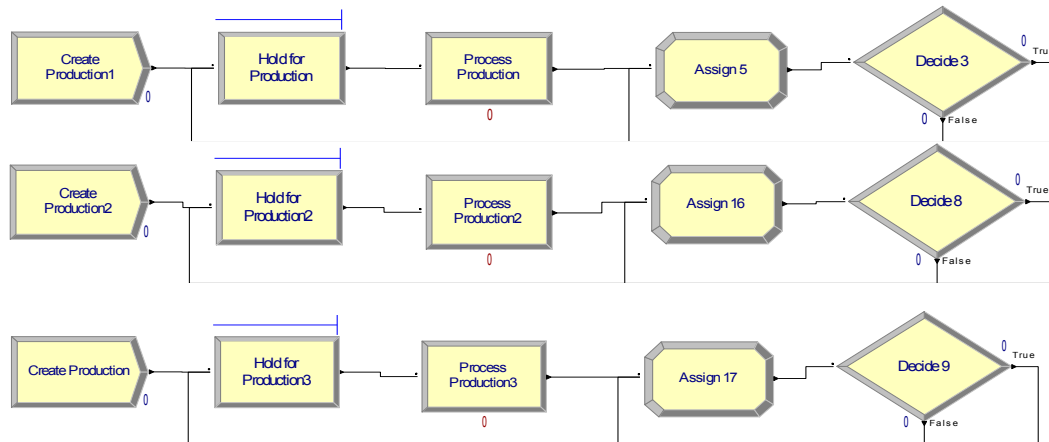 Create
Production1
0
Hold for
Production
Process
Production
0
Assign 5
Decide 3
0
True
0
False
Create
Production2
0
Hold for
Production2
Process
Production2
0
Assign 16
Decide 8
0
True
0
False
Create Production
0
Hold for
Production3
Process
Production3
0
Assign 17
Decide 9
0
True
0
False